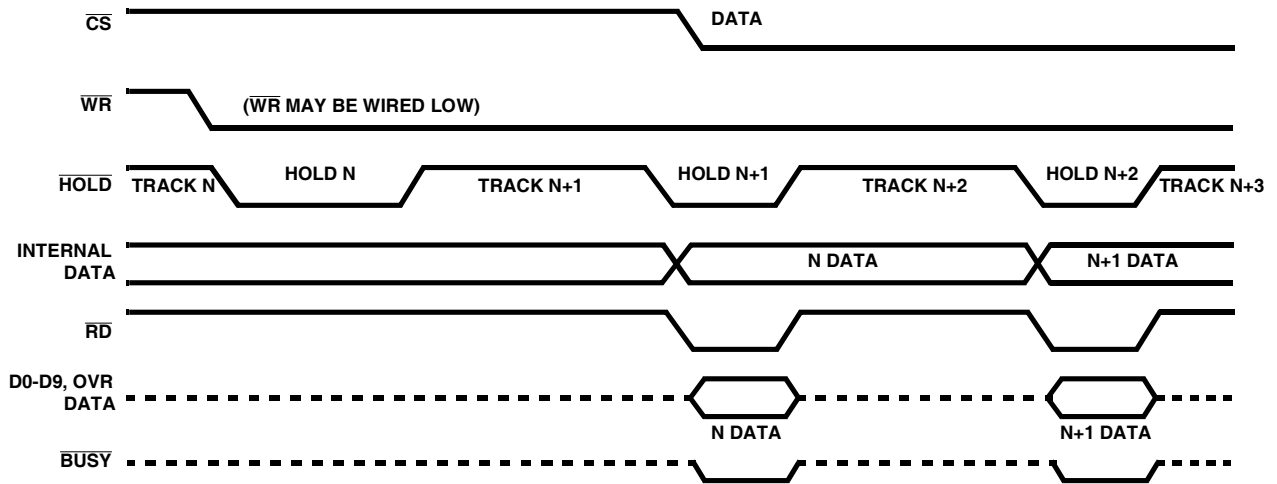 CS
DATA
WR
(WR MAY BE WIRED LOW)
HOLD
TRACK N
HOLD N
TRACK N+1
HOLD N+1
TRACK N+2
HOLD N+2
TRACK N+3
INTERNAL
DATA
N DATA
N+1 DATA
RD
D0-D9, OVR
DATA
N DATA
N+1 DATA
BUSY